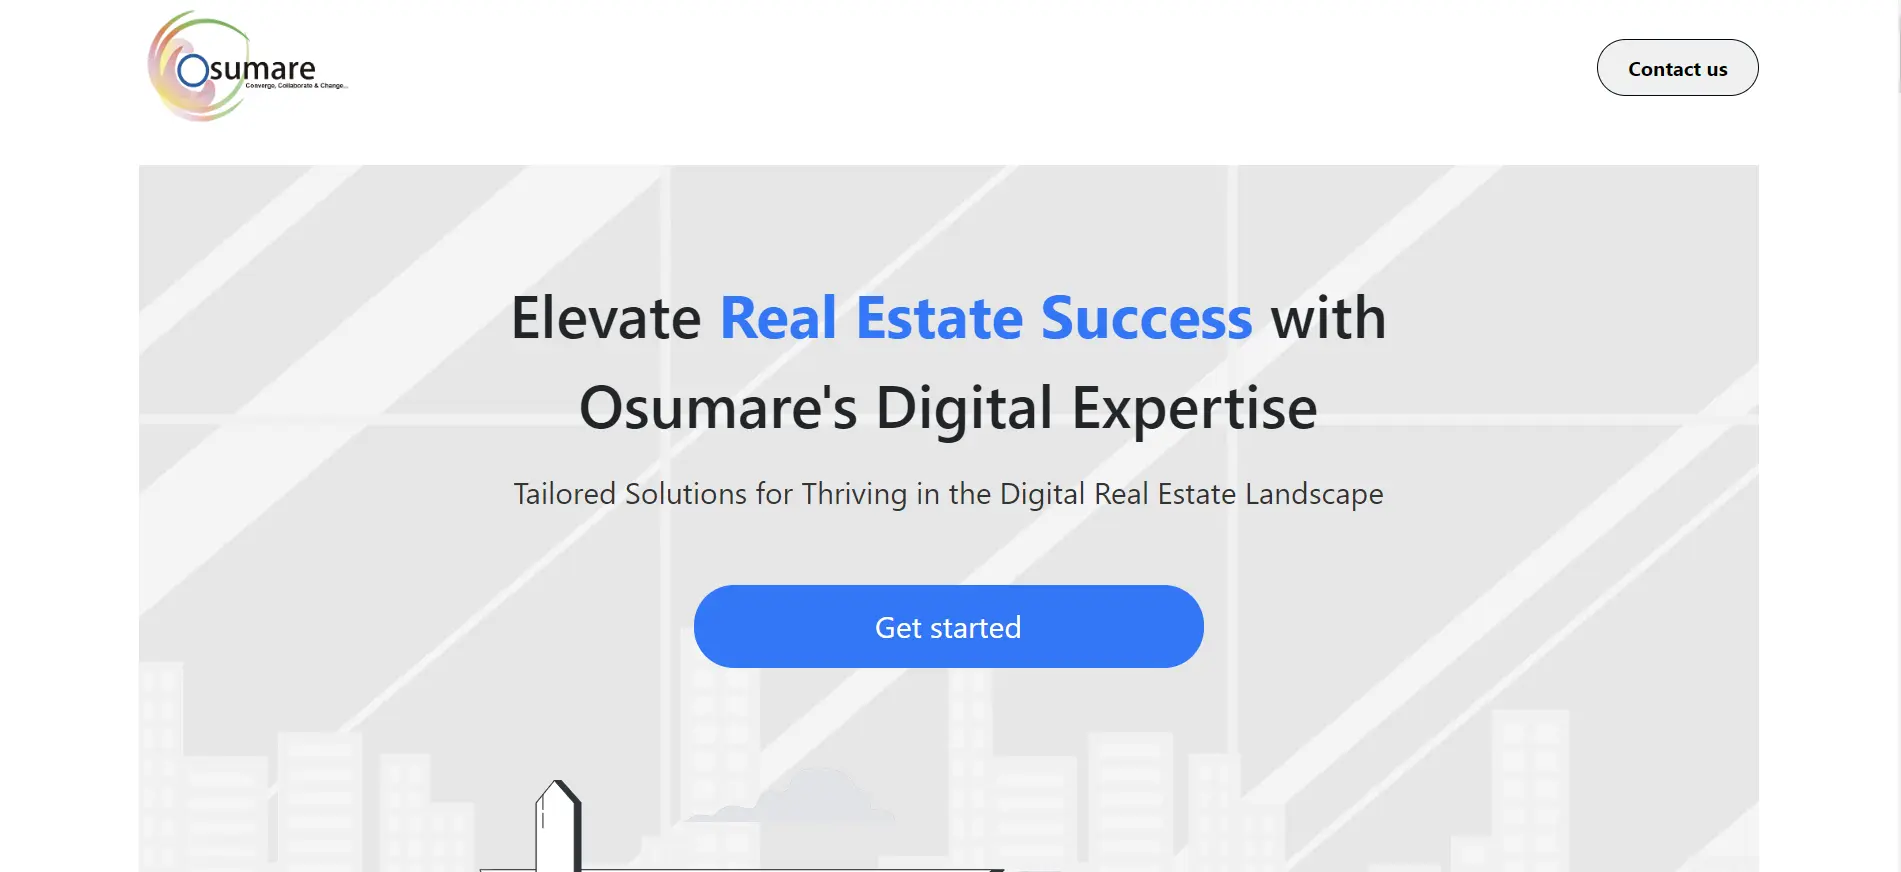 Osumare
Converge, Collaborate & Change...
Contact us
Elevate Real Estate Success with
Osumare's Digital Expertise
Tailored Solutions for Thriving in the Digital Real Estate Landscape
Get started